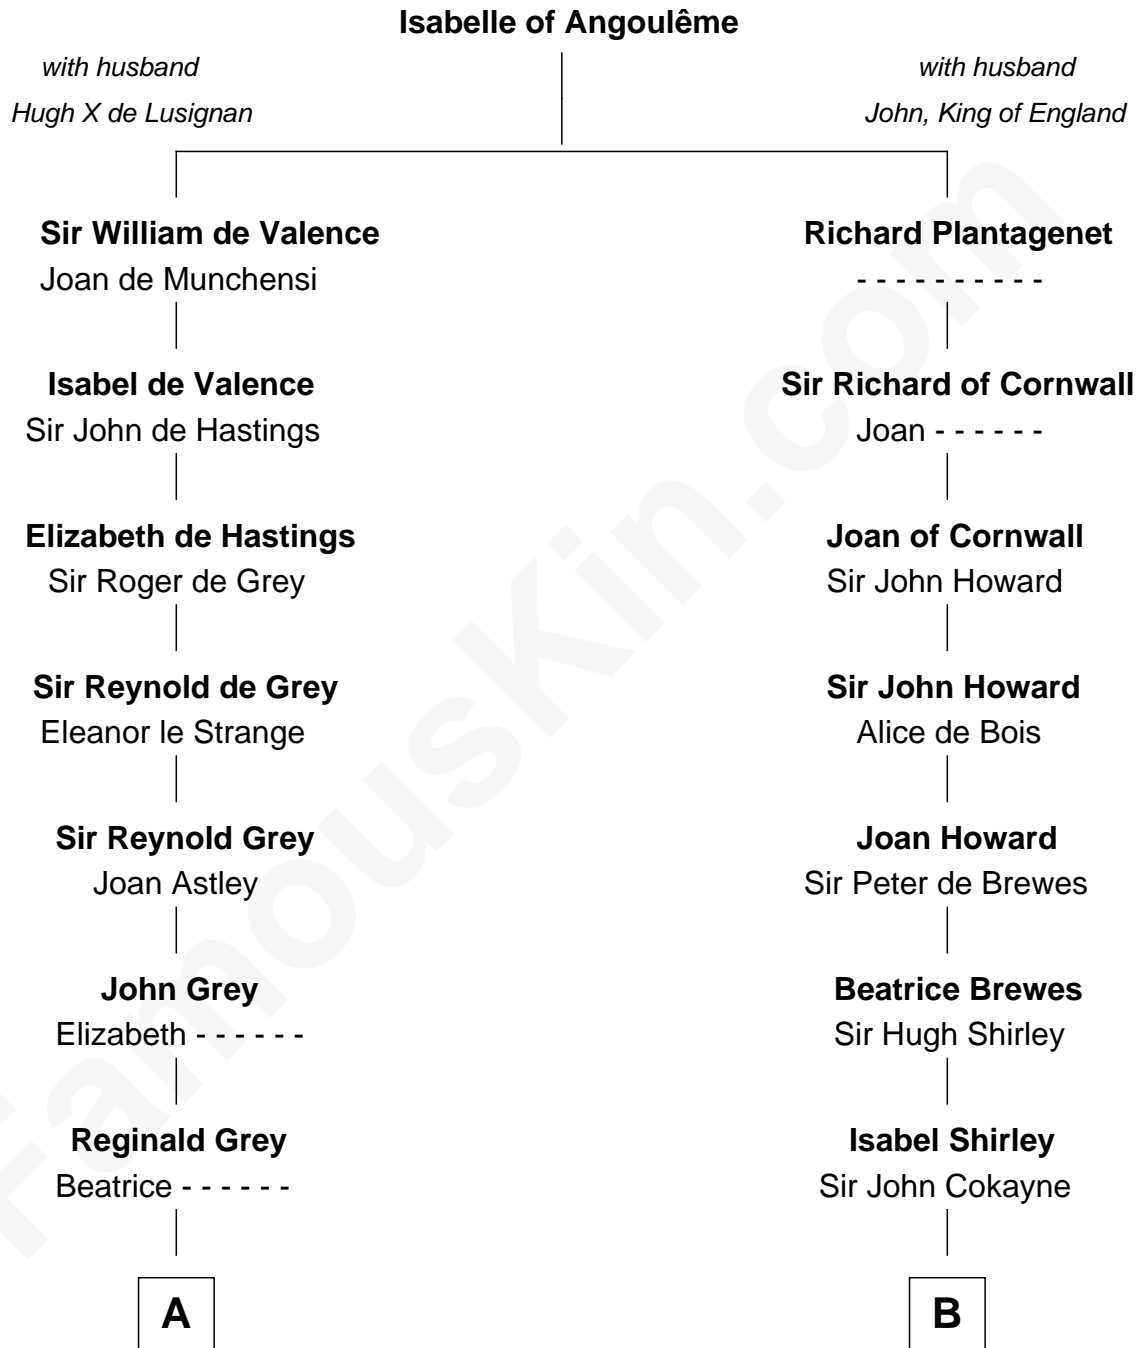 Isabelle of Angoulême
with husband
Hugh X de Lusignan
with husband
John, King of England
Sir William de Valence
Joan de Munchensi
Richard Plantagenet
- - - - - - - - - -
Isabel de Valence
Sir John de Hastings
Sir Richard of Cornwall
Joan - - - - - -
Elizabeth de Hastings
Sir Roger de Grey
Joan of Cornwall
Sir John Howard
Sir Reynold de Grey
Eleanor le Strange
Sir John Howard
Alice de Bois
Sir Reynold Grey
Joan Astley
Joan Howard
Sir Peter de Brewes
John Grey
Elizabeth - - - - - -
Beatrice Brewes
Sir Hugh Shirley
Reginald Grey
Beatrice - - - - - -
Isabel Shirley
Sir John Cokayne
A
B
FamousKin.com